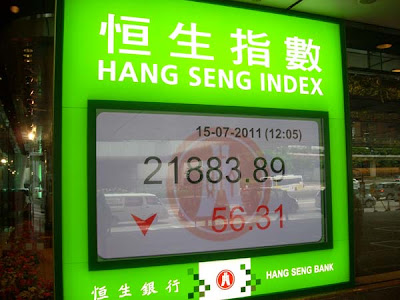 恒生指數
HANG SENG INDEX
15-07-2011 (12:05)
21883.89
56.31
恒生銀行 HANG SENG BANK